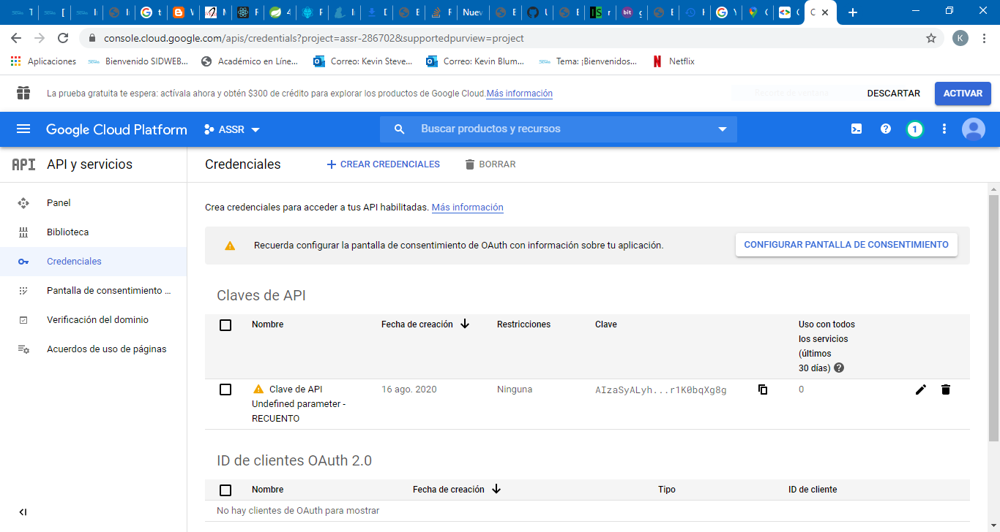 console.cloud.google.com/apis/credentials?project=assr-286702&supportedpurview=project
K
Aplicaciones
Bienvenido SIDWEB...
Académico en Líne...
Correo: Kevin Steve...
Correo: Kevin Blum...
Tema: ¡Bienvenidos...
Netflix
La prueba gratuita te espera: actívala ahora y obtén $300 de crédito para explorar los productos de Google Cloud. Más información
DESCARTAR
ACTIVAR
Google Cloud Platform
ASSR
Buscar productos y recursos
1
API
API y servicios
Credenciales
CREAR CREDENCIALES
BORRAR
Panel
Biblioteca
Credenciales
Pantalla de consentimiento ...
Verificación del dominio
Acuerdos de uso de páginas
Crea credenciales para acceder a tus API habilitadas. Más información
Recuerda configurar la pantalla de consentimiento de OAuth con información sobre tu aplicación.
CONFIGURAR PANTALLA DE CONSENTIMIENTO
Claves de API
Nombre
Fecha de creación
Restricciones
Clave
Uso con todos
los servicios
(últimos
30 días)
Clave de API
Undefined parameter -
RECUENTO
16 ago. 2020
Ninguna
AIzaSyALyh...r1K0bqXg8g
0
ID de clientes OAuth 2.0
Nombre
Fecha de creación
Tipo
ID de cliente
No hay clientes de OAuth para mostrar